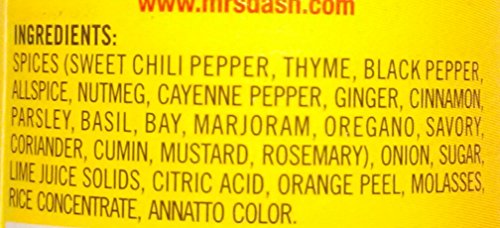 www.mrsdash.com
INGREDIENTS:
SPICES (SWEET CHILI PEPPER, THYME, BLACK PEPPER,
ALLSPICE, NUTMEG, CAYENNE PEPPER, GINGER, CINNAMON,
PARSLEY, BASIL, BAY, MARJORAM, OREGANO, SAVORY,
CORIANDER, CUMIN, MUSTARD, ROSEMARY), ONION, SUGAR,
LIME JUICE SOLIDS, CITRIC ACID, ORANGE PEEL, MOLASSES,
RICE CONCENTRATE, ANNATTO COLOR.